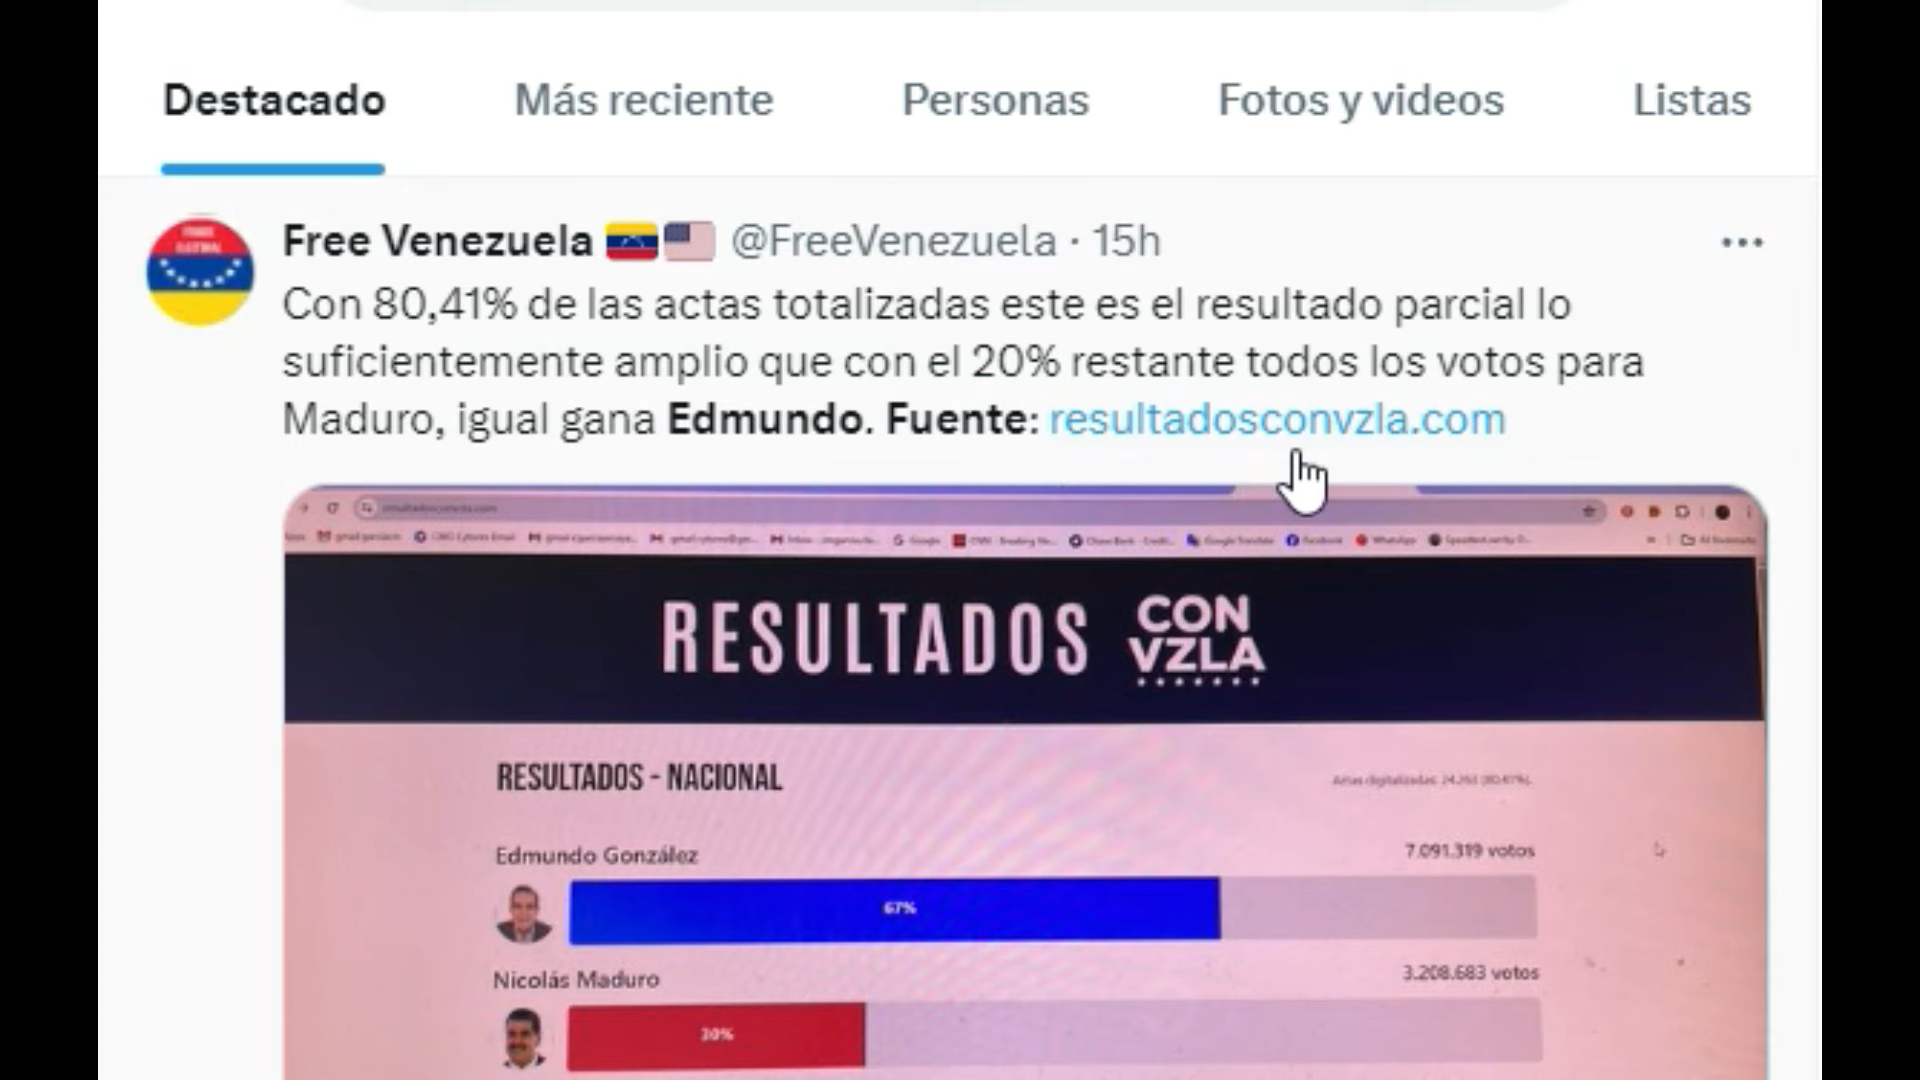 Destacado Más reciente Personas Fotos y videos Listas
Free Venezuela @FreeVenezuela · 15h
Con 80,41% de las actas totalizadas este es el resultado parcial lo
suficientemente amplio que con el 20% restante todos los votos para
Maduro, igual gana Edmundo. Fuente: resultadosconvzla.com
RESULTADOS CON
VZLA
RESULTADOS - NACIONAL
Edmundo González 7.091.319 votos
67%
Nicolás Maduro 3.208.683 votos
30%